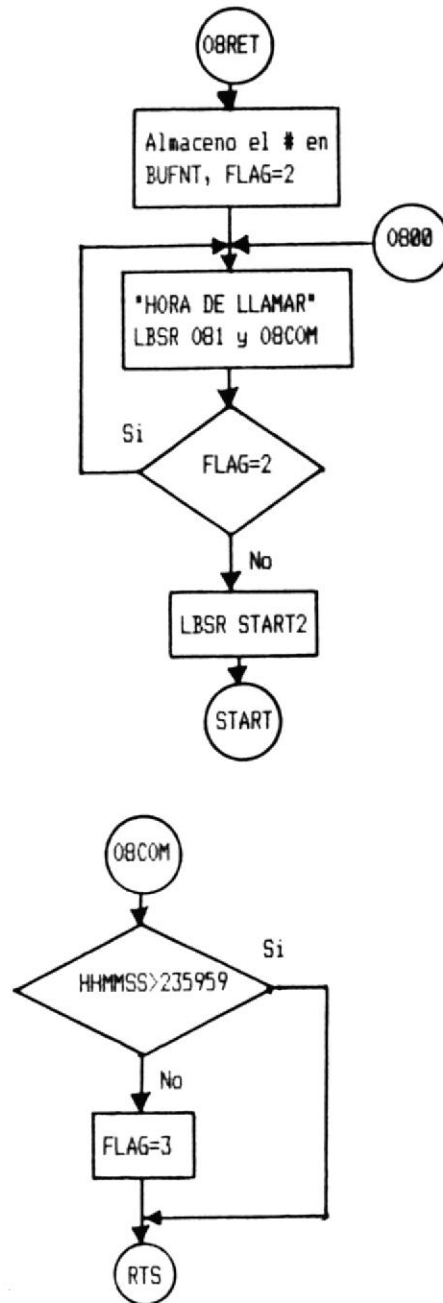 08RET
Almaceno el # en
BUFNT, FLAG=2
0800
"HORA DE LLAMAR"
LBSR 081 y 08COM
Si
FLAG=2
No
LBSR START2
START
08COM
Si
HHMMSS>235959
No
FLAG=3
RTS